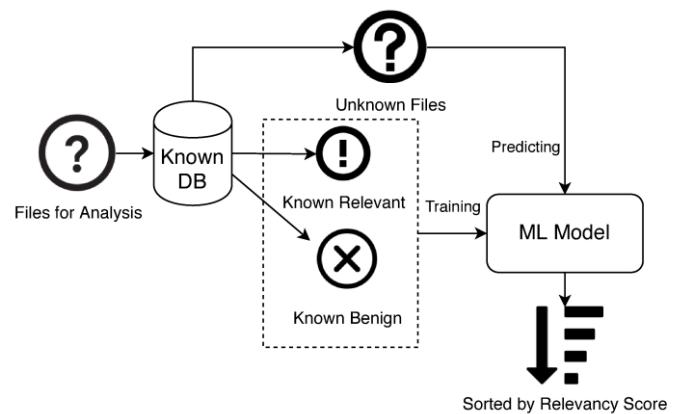 Unknown Files
Files for Analysis
Known
DB
Known Relevant
Known Benign
Predicting
Training
ML Model
Sorted by Relevancy Score